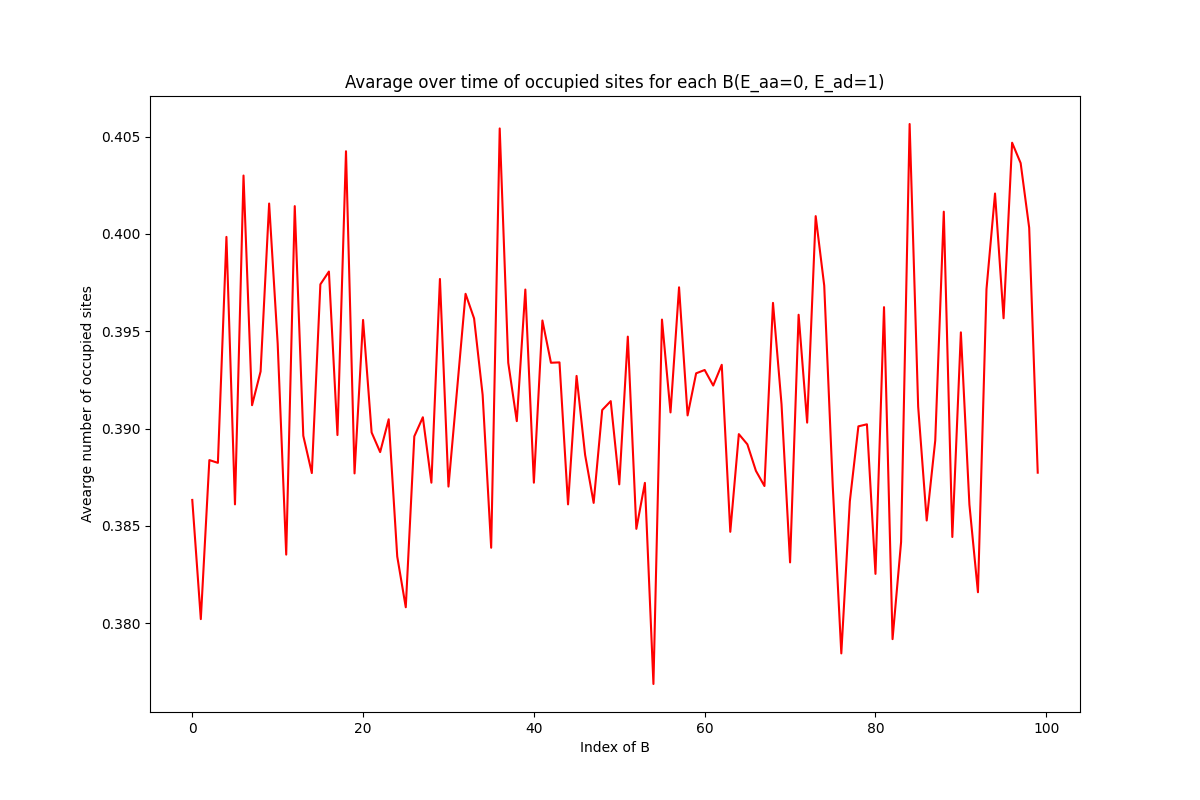 Avarage over time of occupied sites for each B(E_aa=0, E_ad=1)
Avearge number of occupied sites
0.405
0.400
0.395
0.390
0.385
0.380
0 20 40 60 80 100
Index of B